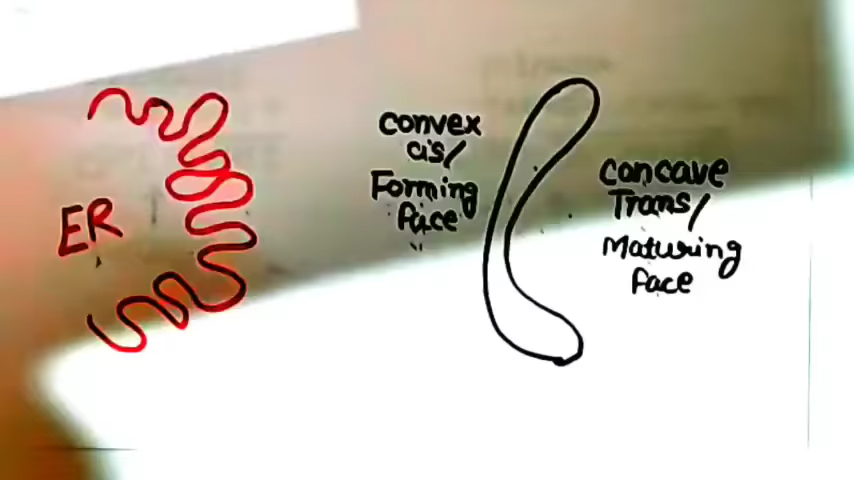 ER
convex
cis/
Forming
face
concave
Trans/
Maturing
face